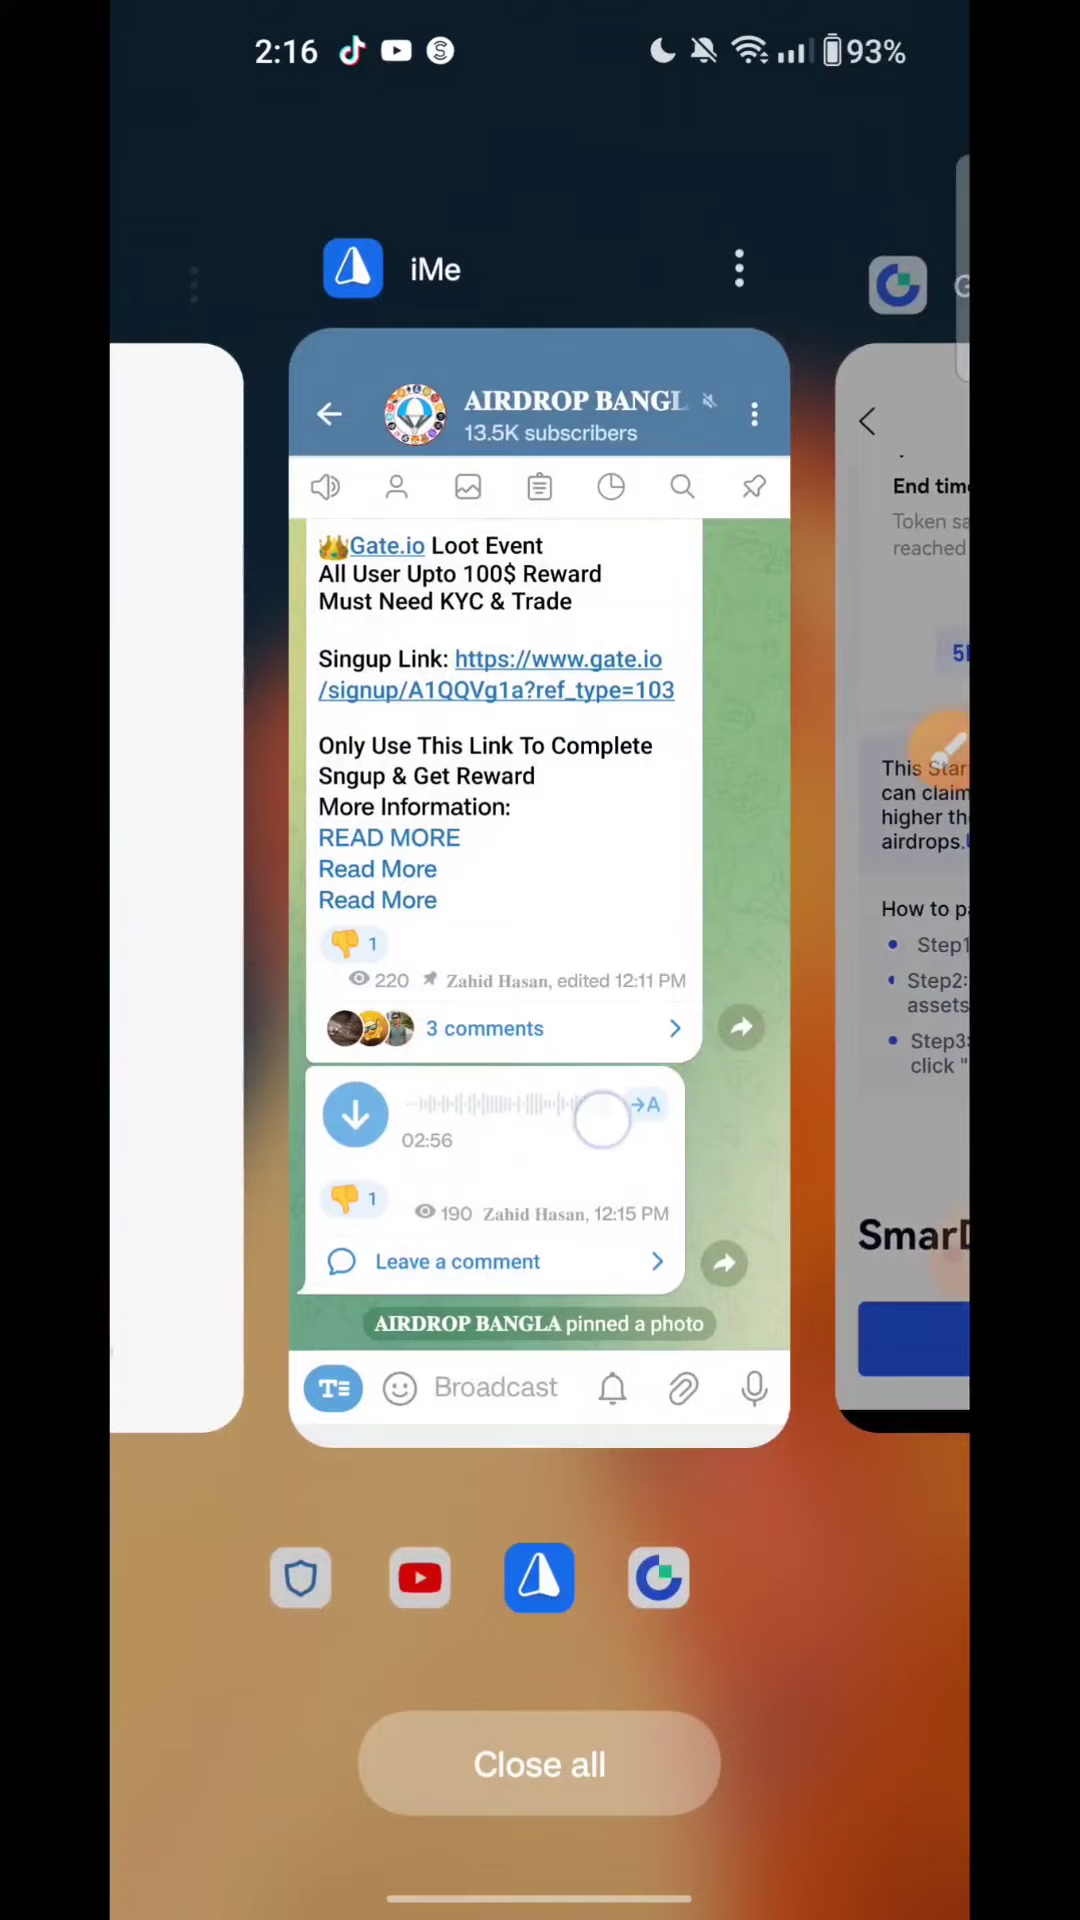 2:16
93%
iMe
G
AIRDROP BANGL
13.5K subscribers
👑Gate.io Loot Event
All User Upto 100$ Reward
Must Need KYC & Trade
Singup Link: https://www.gate.io
/signup/A1QQVg1a?ref_type=103
Only Use This Link To Complete
Sngup & Get Reward
More Information:
READ MORE
Read More
Read More
👎 1
220 Zahid Hasan, edited 12:11 PM
3 comments
→A
02:56
👎 1
190 Zahid Hasan, 12:15 PM
Leave a comment
AIRDROP BANGLA pinned a photo
T Broadcast
End tim
Token sa
reached
This Star
can claim
higher th
airdrops.
How to p
Step1
Step2:
assets
Step3:
click "
Smar
Close all